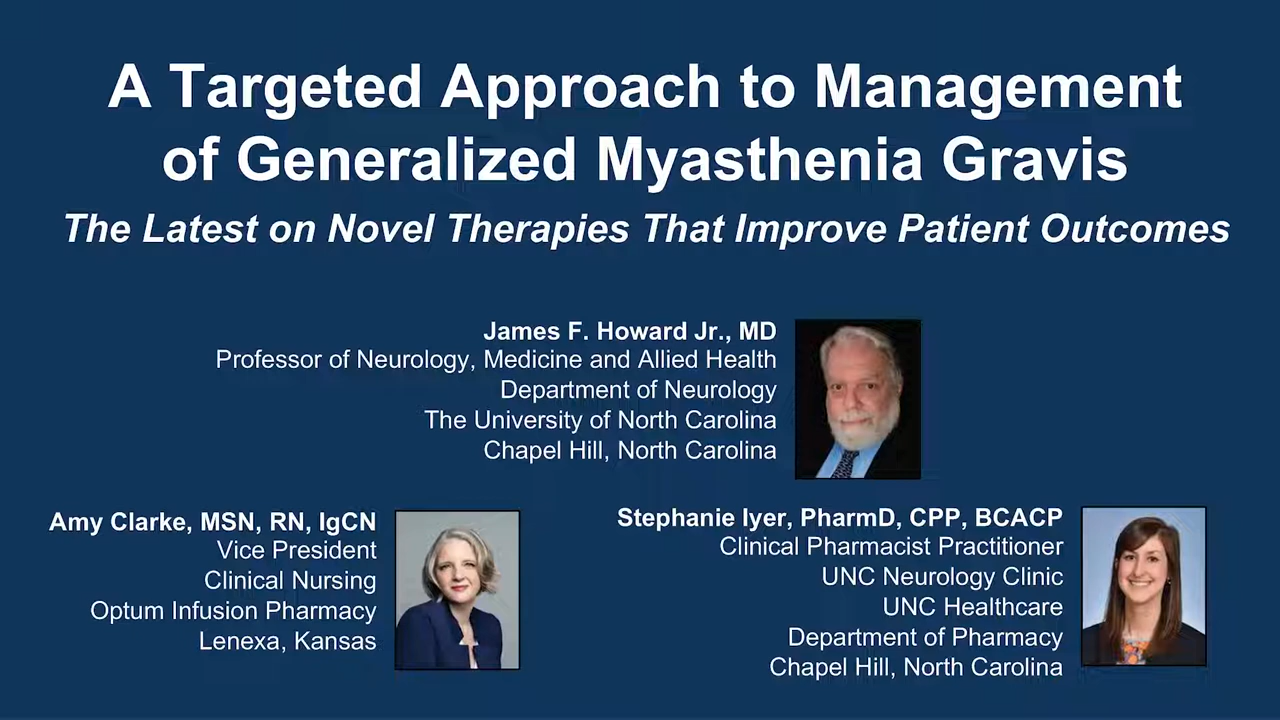 A Targeted Approach to Management
of Generalized Myasthenia Gravis
The Latest on Novel Therapies That Improve Patient Outcomes
James F. Howard Jr., MD
Professor of Neurology, Medicine and Allied Health
Department of Neurology
The University of North Carolina
Chapel Hill, North Carolina
Amy Clarke, MSN, RN, IgCN
Vice President
Clinical Nursing
Optum Infusion Pharmacy
Lenexa, Kansas
Stephanie Iyer, PharmD, CPP, BCACP
Clinical Pharmacist Practitioner
UNC Neurology Clinic
UNC Healthcare
Department of Pharmacy
Chapel Hill, North Carolina